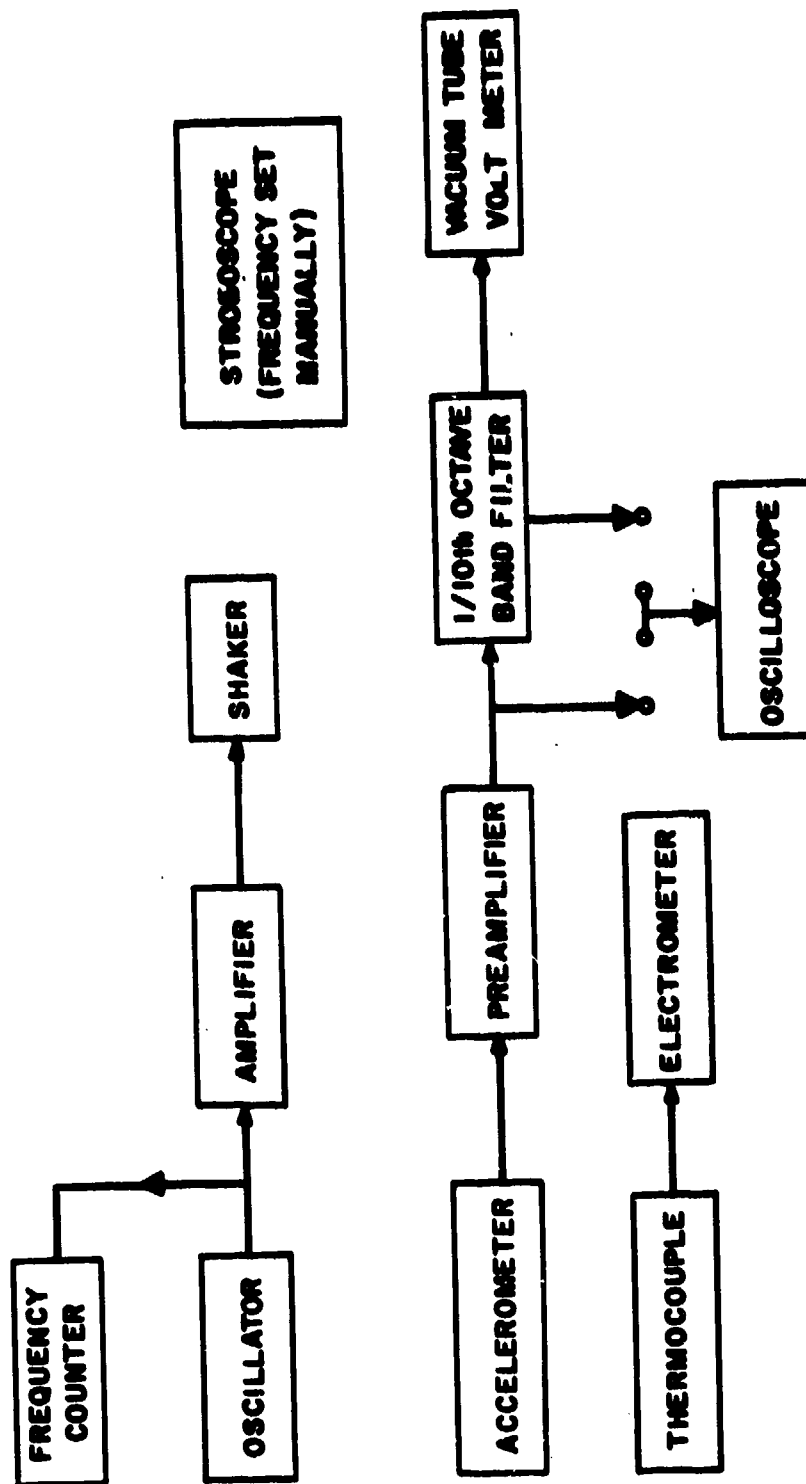 FREQUENCY
COUNTER
OSCILLATOR
AMPLIFIER
SHAKER
STROBOSCOPE
(FREQUENCY SET
MANUALLY)
ACCELEROMETER
PREAMPLIFIER
1/10th OCTAVE
BAND FILTER
VACUUM TUBE
VOLT METER
THERMOCOUPLE
ELECTROMETER
OSCILLOSCOPE